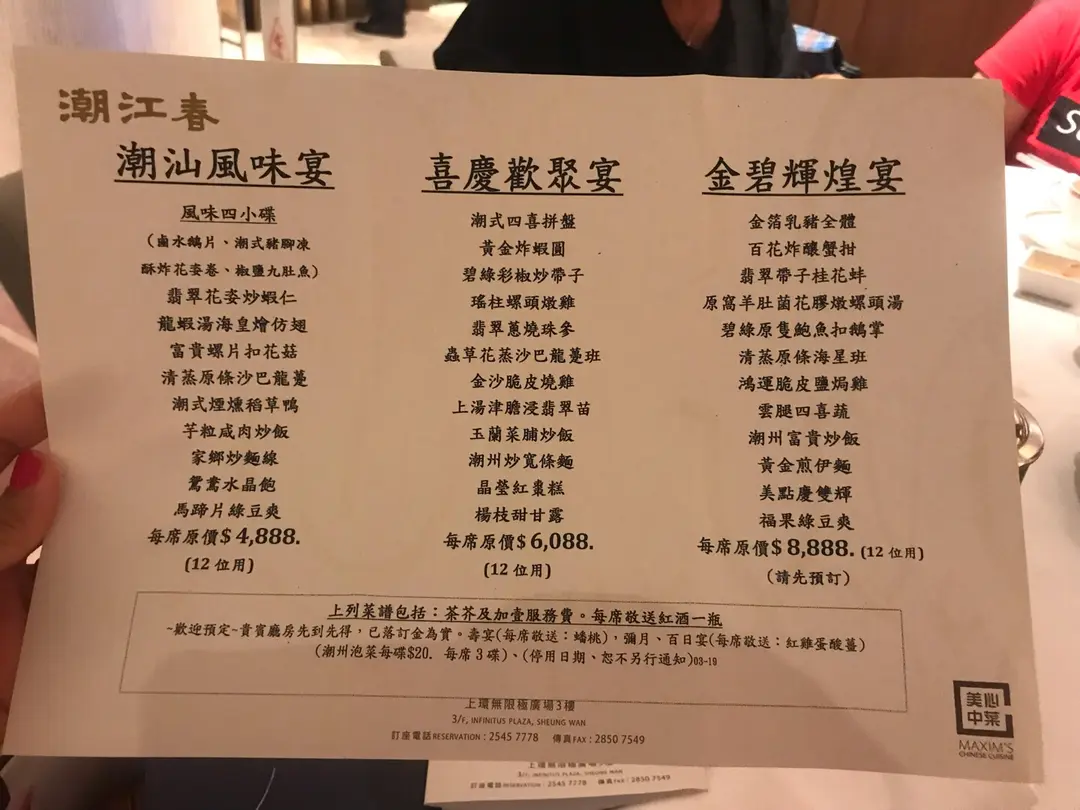 潮江春
潮汕風味宴
風味四小碟
(鹵水鵝片、潮式豬腳凍
酥炸花姿卷、椒鹽九肚魚)
翡翠花姿炒蝦仁
龍蝦湯海皇燴仿翅
富貴螺片扣花菇
清蒸原條沙巴龍躉
潮式煙燻稻草鴨
芋粒咸肉炒飯
家鄉炒麵線
鴛鴦水晶飽
馬蹄片綠豆爽
每席原價$4,888.
(12 位用)
喜慶歡聚宴
潮式四喜拼盤
黃金炸蝦圓
碧綠彩椒炒帶子
瑤柱螺頭燉雞
翡翠蔥燒珠參
蟲草花蒸沙巴龍躉班
金沙脆皮燒雞
上湯津膽浸翡翠苗
玉蘭菜脯炒飯
潮州炒寬條麵
晶瑩紅棗糕
楊枝甜甘露
每席原價$6,088.
(12 位用)
金碧輝煌宴
金箔乳豬全體
百花炸釀蟹拑
翡翠帶子桂花蚌
原窩羊肚菌花膠燉螺頭湯
碧綠原隻鮑魚扣鵝掌
清蒸原條海星班
鴻運脆皮鹽焗雞
雲腿四喜蔬
潮州富貴炒飯
黃金煎伊麵
美點慶雙輝
福果綠豆爽
每席原價$8,888. (12 位用)
(請先預訂)
上列菜譜包括：茶芥及加壹服務費。每席敬送紅酒一瓶
~歡迎預定~貴賓廳房先到先得，已落訂金為實。壽宴(每席敬送：蟠桃)，彌月、百日宴(每席敬送：紅雞蛋酸薑)
(潮州泡菜每碟$20. 每席 3 碟)、(停用日期、恕不另行通知)03-19
上環無限極廣場3樓
3/F, INFINITUS PLAZA, SHEUNG WAN
訂座電話 RESERVATION : 2545 7778 傳真 FAX : 2850 7549
美心
中菜
MAXIM'S
CHINESE CUISINE
3/F, INFINITUS PLAZA, SHEUNG WAN
訂座電話 RESERVATION : 2545 7778 傳真 FAX : 2850 7549